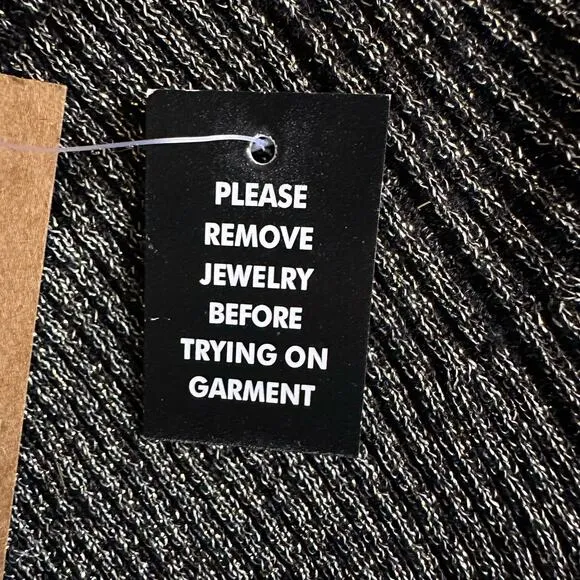 PLEASE
REMOVE
JEWELRY
BEFORE
TRYING ON
GARMENT